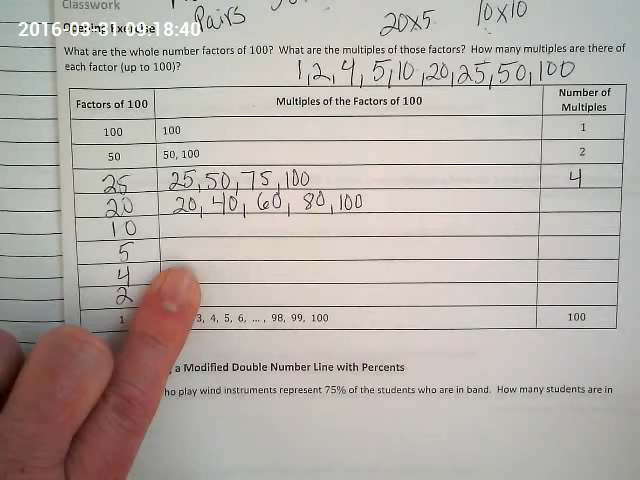 Classwork
2016-03-31 09:18:40
Pairs
20x5 10x10
Opening Exercise
What are the whole number factors of 100? What are the multiples of those factors? How many multiples are there of
each factor (up to 100)?
1,2,4,5,10,20,25,50,100
Factors of 100 Multiples of the Factors of 100 Number of Multiples
100 100 1
50 50, 100 2
25 25, 50, 75, 100 4
20 20, 40, 60, 80, 100
10
5
4
2
1 3, 4, 5, 6, … , 98, 99, 100 100
, a Modified Double Number Line with Percents
ho play wind instruments represent 75% of the students who are in band. How many students are in